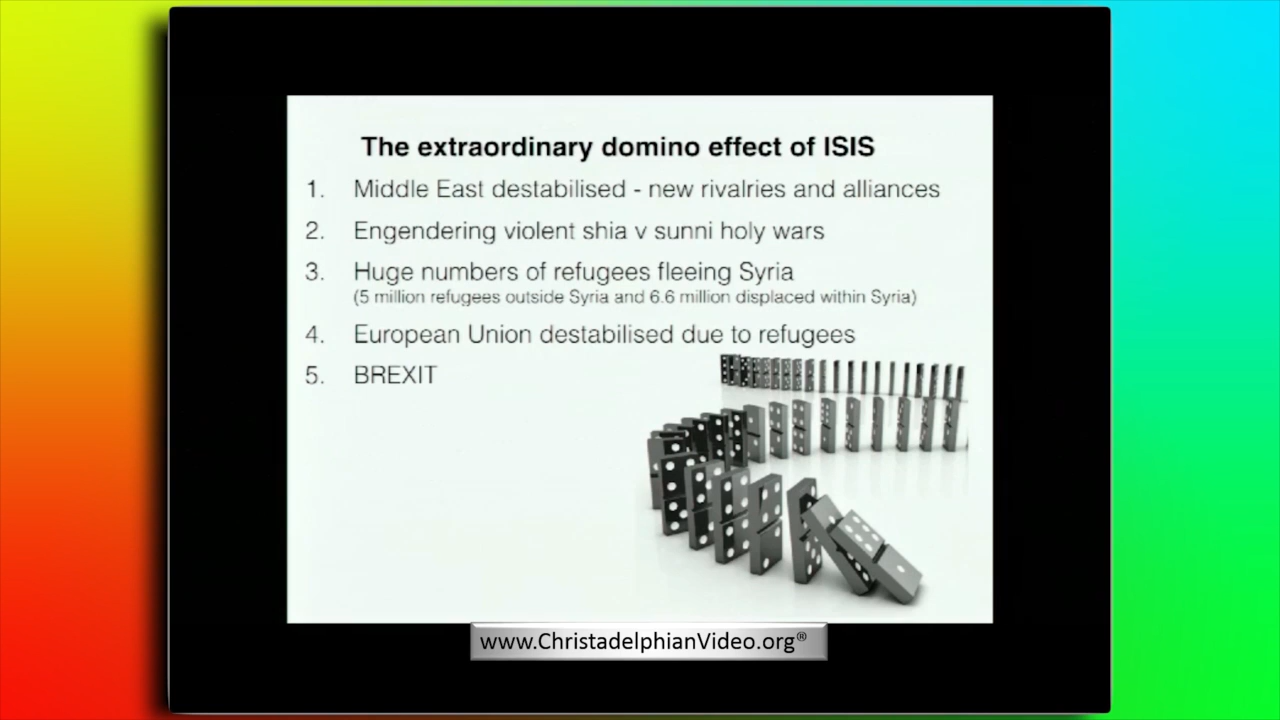 The extraordinary domino effect of ISIS
1. Middle East destabilised - new rivalries and alliances
2. Engendering violent shia v sunni holy wars
3. Huge numbers of refugees fleeing Syria
(5 million refugees outside Syria and 6.6 million displaced within Syria)
4. European Union destabilised due to refugees
5. BREXIT
www.ChristadelphianVideo.org®